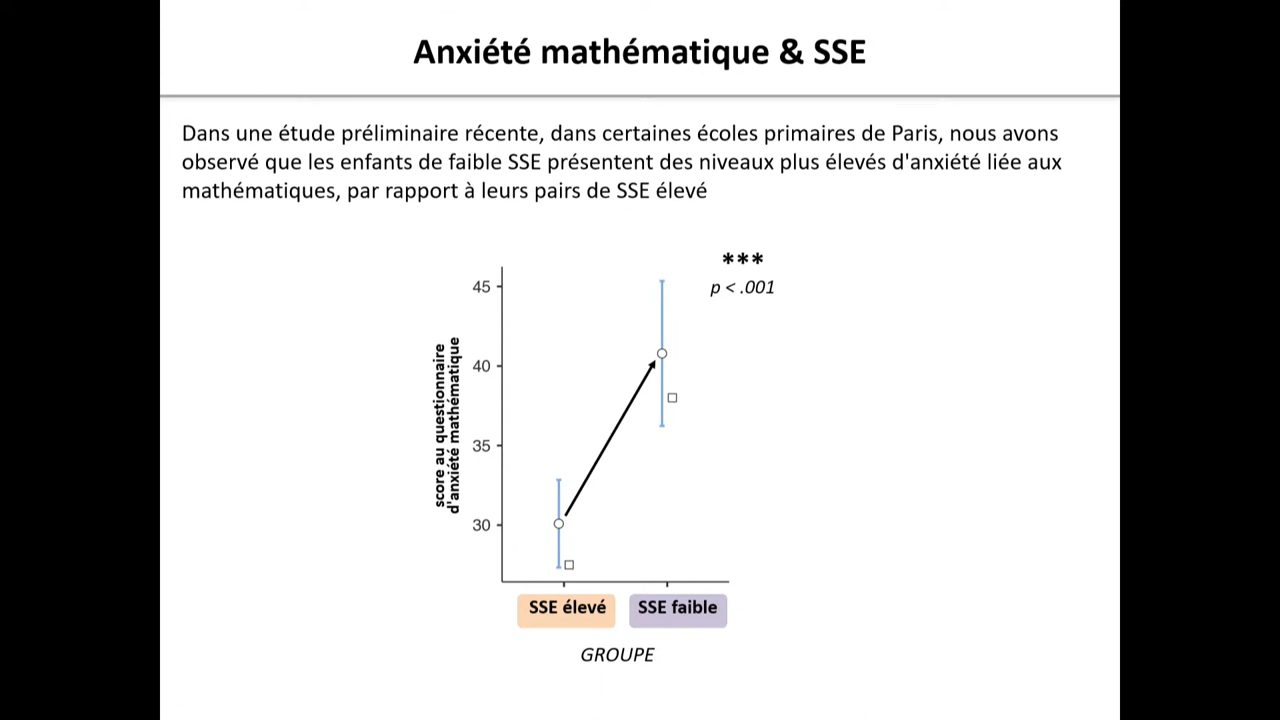 Anxiété mathématique & SSE
Dans une étude préliminaire récente, dans certaines écoles primaires de Paris, nous avons
observé que les enfants de faible SSE présentent des niveaux plus élevés d'anxiété liée aux
mathématiques, par rapport à leurs pairs de SSE élevé
***
p < .001
score au questionnaire
d'anxiété mathématique
45
40
35
30
SSE élevé
SSE faible
GROUPE